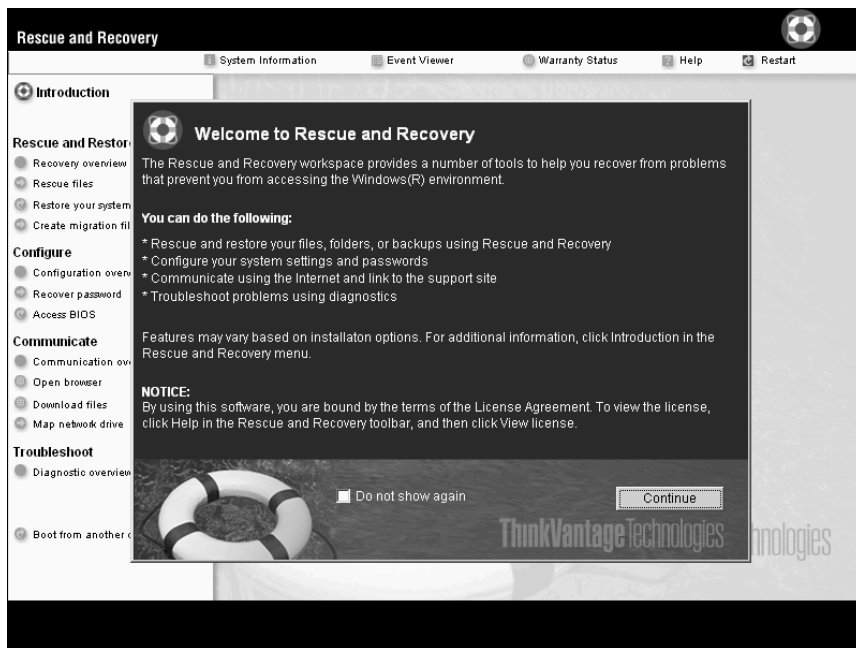 Rescue and Recovery
System Information
Event Viewer
Warranty Status
Help
Restart
Introduction
Rescue and Restor
Recovery overview
Rescue files
Restore your system
Create migration fil
Configure
Configuration overv
Recover password
Access BIOS
Communicate
Communication ov
Open browser
Download files
Map network drive
Troubleshoot
Diagnostic overview
Boot from another
Welcome to Rescue and Recovery
The Rescue and Recovery workspace provides a number of tools to help you recover from problems
that prevent you from accessing the Windows(R) environment.
You can do the following:
* Rescue and restore your files, folders, or backups using Rescue and Recovery
* Configure your system settings and passwords
* Communicate using the Internet and link to the support site
* Troubleshoot problems using diagnostics
Features may vary based on installaton options. For additional information, click Introduction in the
Rescue and Recovery menu.
NOTICE:
By using this software, you are bound by the terms of the License Agreement. To view the license,
click Help in the Rescue and Recovery toolbar, and then click View license.
Do not show again
Continue
ThinkVantage Technologies
hnologies